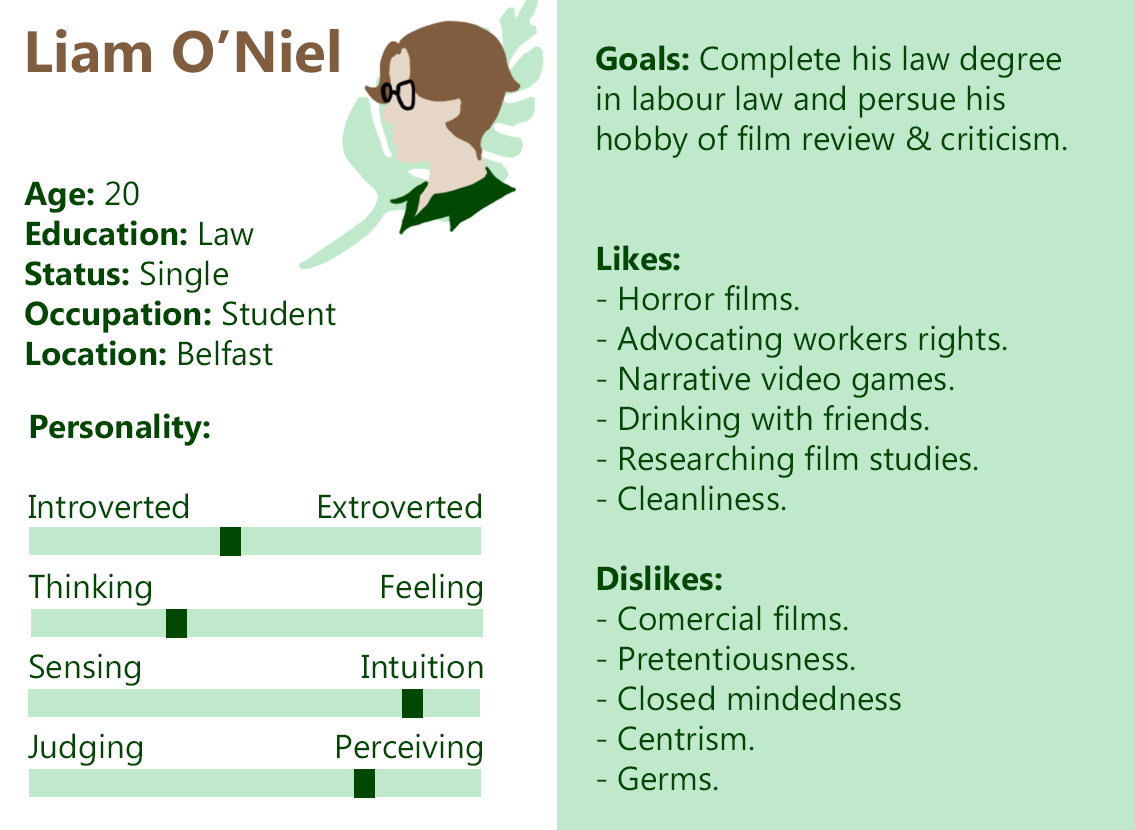 Liam O’Niel
Age: 20
Education: Law
Status: Single
Occupation: Student
Location: Belfast
Personality:
Introverted Extroverted
Thinking Feeling
Sensing Intuition
Judging Perceiving
Goals: Complete his law degree
in labour law and persue his
hobby of film review & criticism.
Likes:
- Horror films.
- Advocating workers rights.
- Narrative video games.
- Drinking with friends.
- Researching film studies.
- Cleanliness.
Dislikes:
- Comercial films.
- Pretentiousness.
- Closed mindedness
- Centrism.
- Germs.